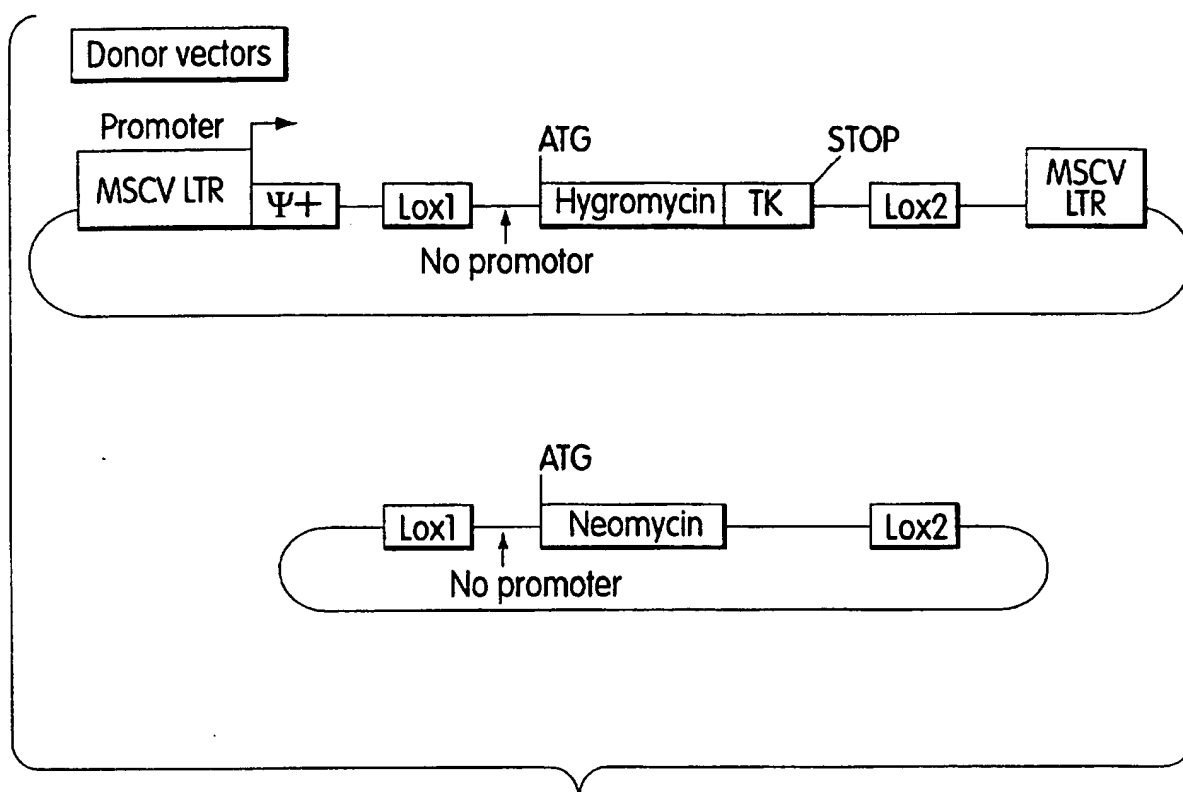 Donor vectors
Promoter
ATG
STOP
MSCV LTR
Ψ+
Lox1
Hygromycin
TK
Lox2
MSCV
LTR
No promotor
ATG
Lox1
Neomycin
Lox2
No promoter